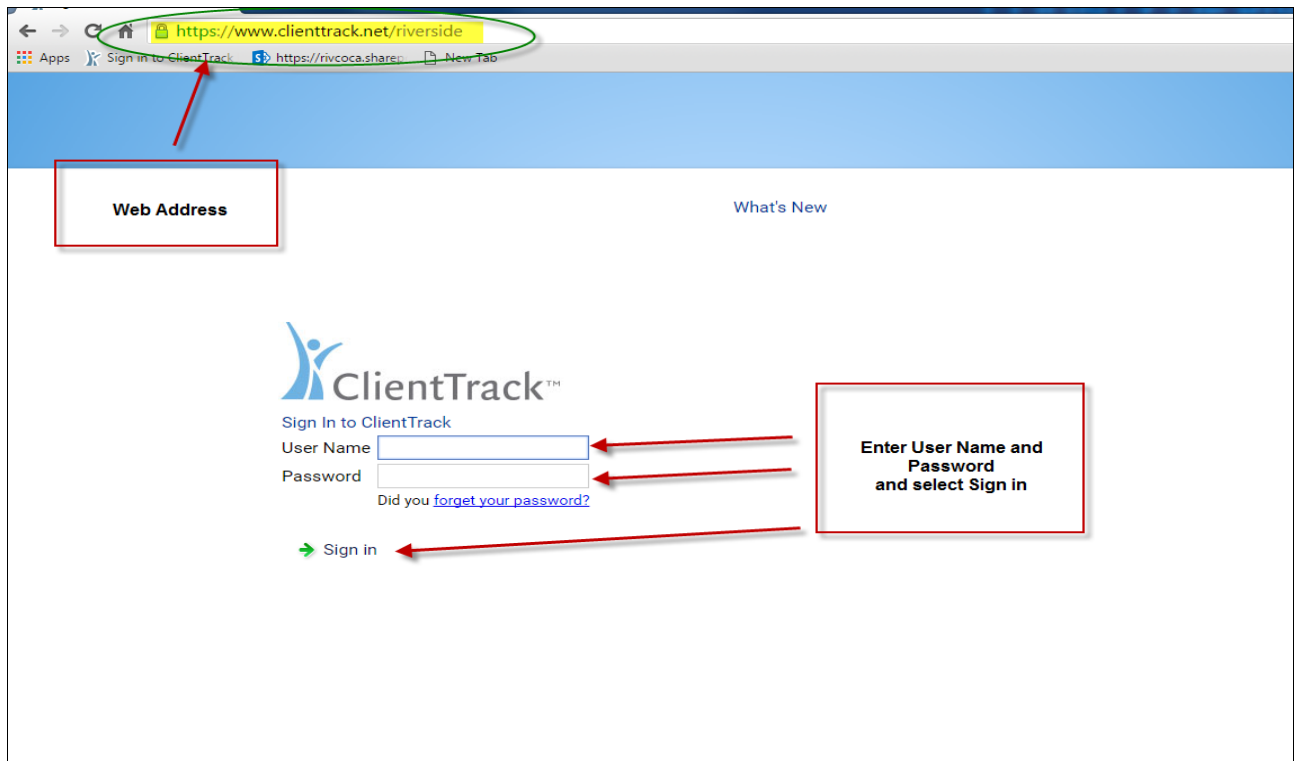 https://www.clienttrack.net/riverside
Apps Sign in to ClientTrack https://rivcoca.sharep New Tab
Web Address
What's New
ClientTrack™
Sign In to ClientTrack
User Name
Password
Did you forget your password?
Sign in
Enter User Name and
Password
and select Sign in